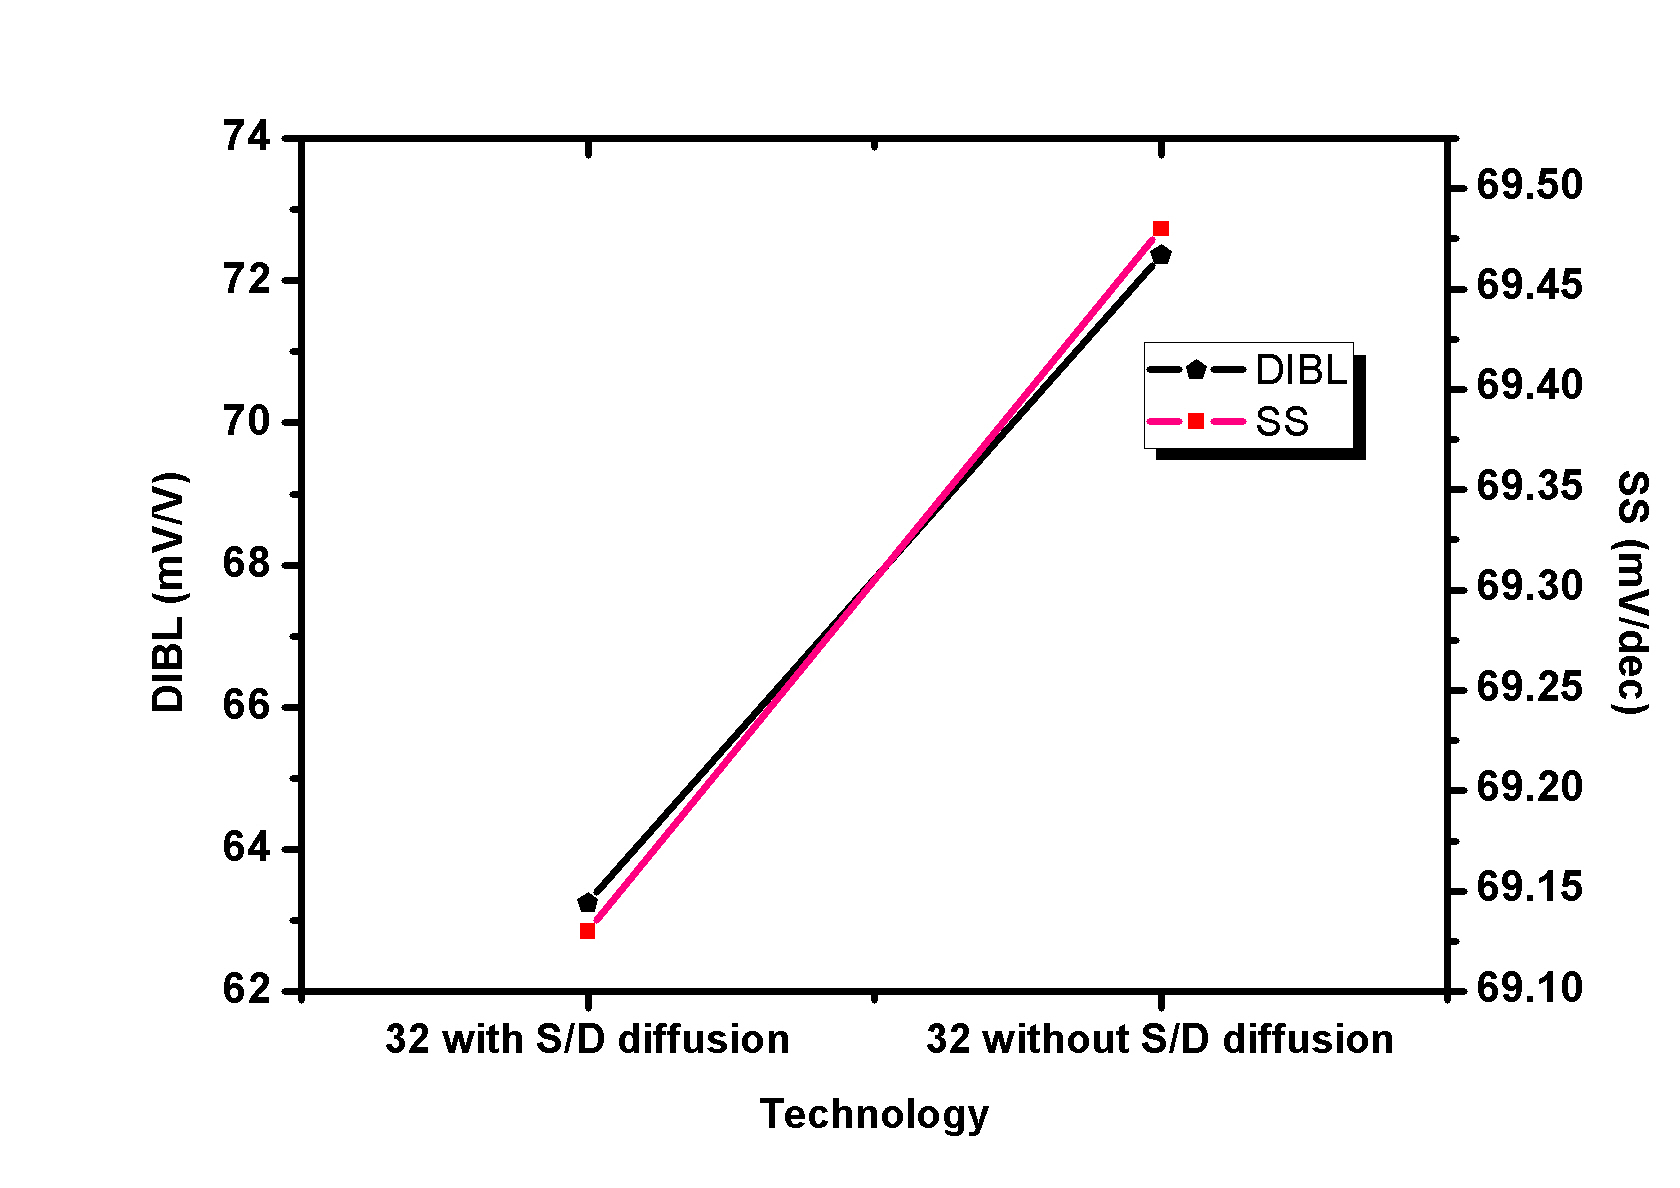 74
72
70
68
66
64
62
DIBL (mV/V)
69.50
69.45
69.40
69.35
69.30
69.25
69.20
69.15
69.10
SS (mV/dec)
DIBL
SS
32 with S/D diffusion
32 without S/D diffusion
Technology